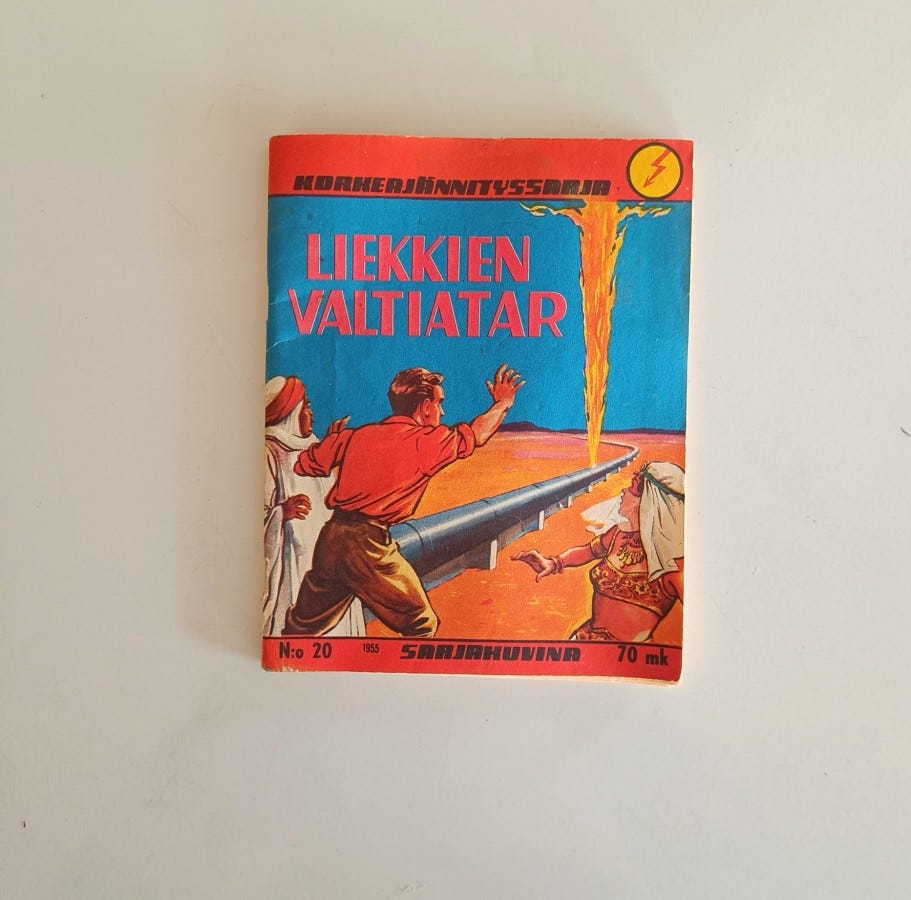 KORKEAJÄNNITYSSARJA
LIEKKIEN
VALTIATAR
N:o 20 1955 SARJAKUVINA 70 mk